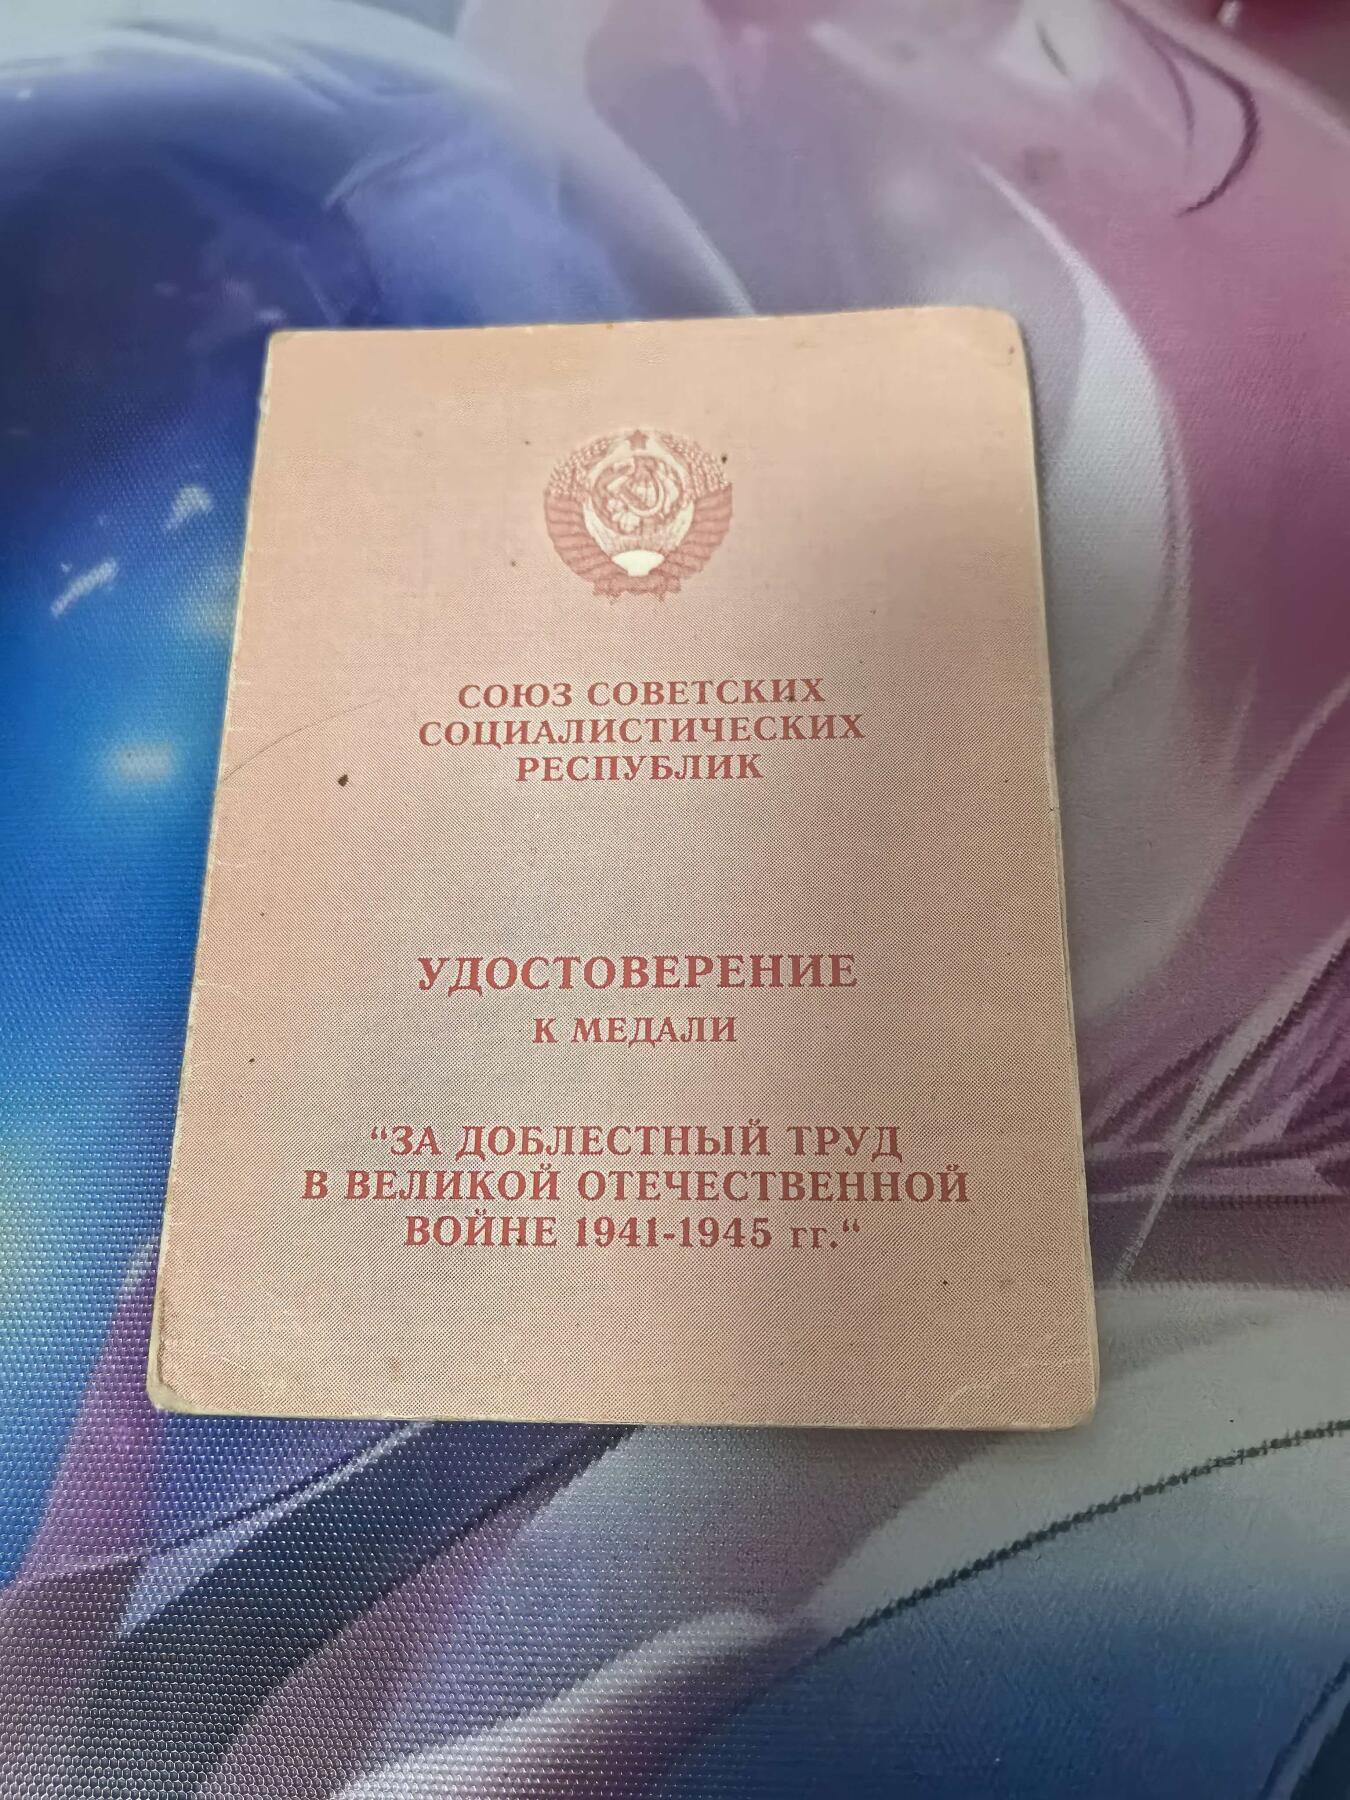 СОЮЗ СОВЕТСКИХ
СОЦИАЛИСТИЧЕСКИХ
РЕСПУБЛИК
УДОСТОВЕРЕНИЕ
К МЕДАЛИ
“ЗА ДОБЛЕСТНЫЙ ТРУД
В ВЕЛИКОЙ ОТЕЧЕСТВЕННОЙ
ВОЙНЕ 1941-1945 гг.“